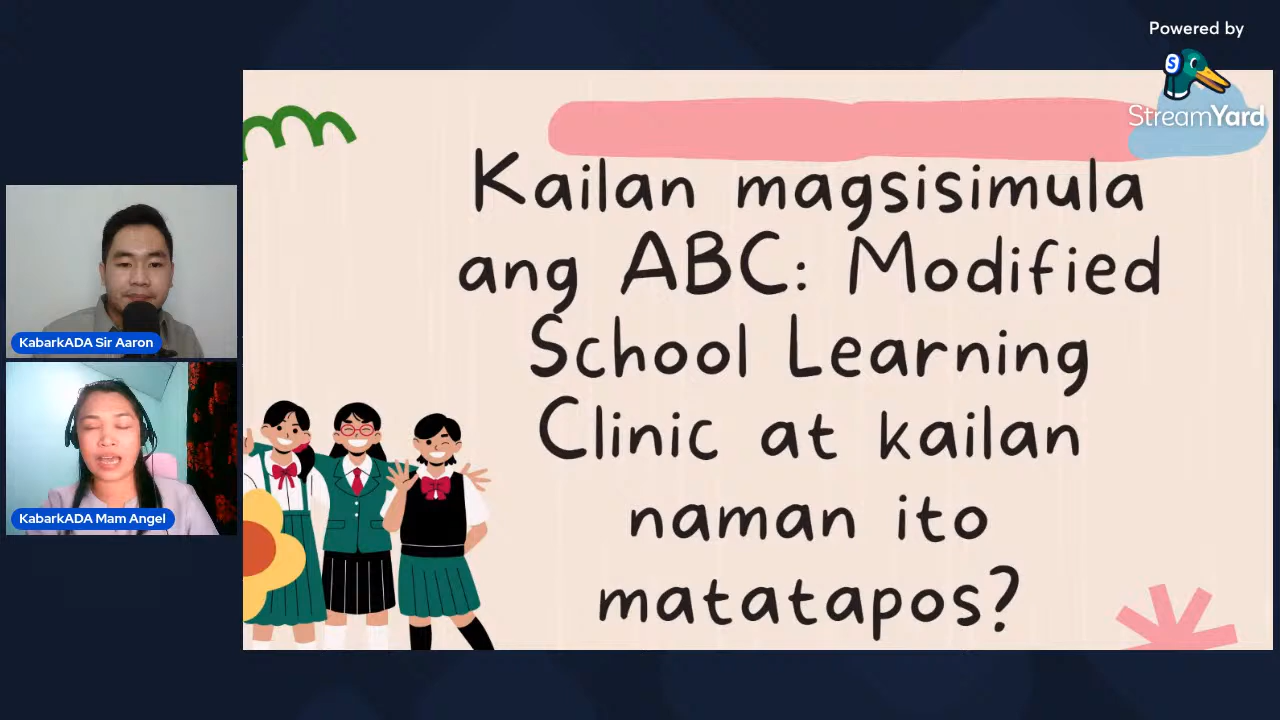 Powered by
S
StreamYard
Kailan magsisimula
ang ABC: Modified
School Learning
Clinic at kailan
naman ito
matatapos?
KabarkADA Sir Aaron
KabarkADA Mam Angel